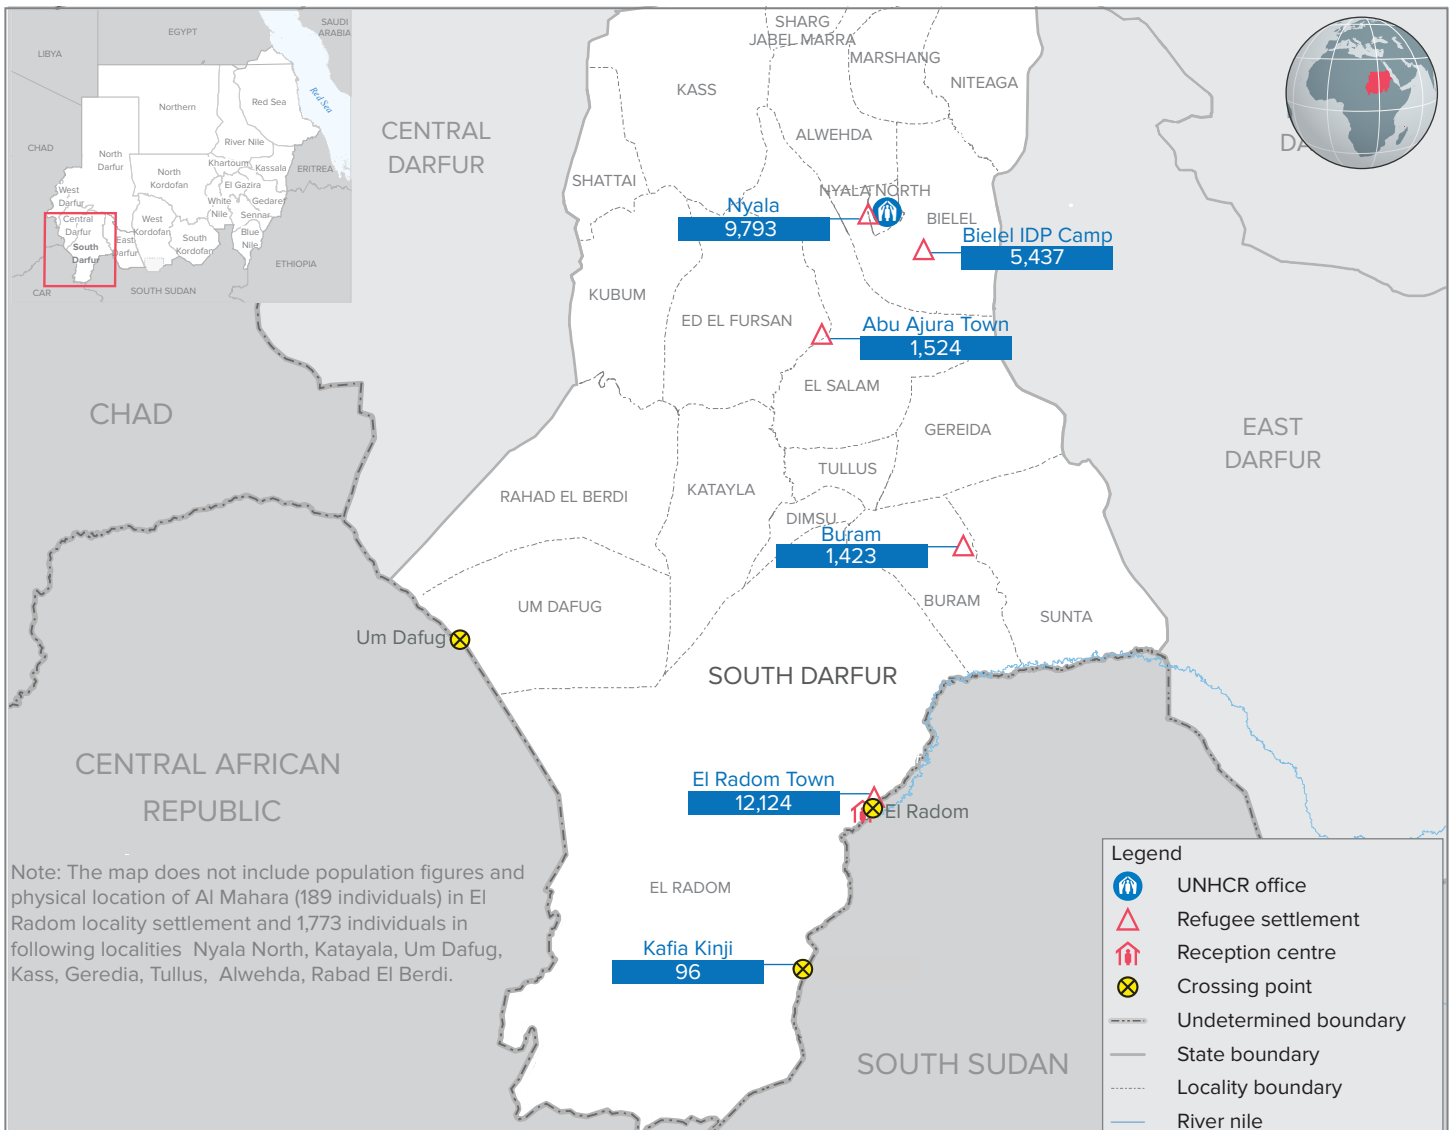 SAUDI
ARABIA
EGYPT
LIBYA
Red Sea
Northern
Red Sea
CHAD
River Nile
North
Darfur
Khartoum
Kassala
ERITREA
North
Kordofan
West
Darfur
El Gazira
White
Nile
Gedaref
Sennar
Central
Darfur
West
Kordofan
South
Kordofan
Blue
Nile
East
Darfur
South
Darfur
ETHIOPIA
CAR
SOUTH SUDAN
CENTRAL
DARFUR
SHARG
JABEL MARRA
MARSHANG
NITEAGA
KASS
ALWEHDA
SHATTAI
NYALA NORTH
BIELEL
Nyala
9,793
Bielel IDP Camp
5,437
KUBUM
ED EL FURSAN
Abu Ajura Town
1,524
EL SALAM
CHAD
GEREIDA
EAST
DARFUR
TULLUS
KATAYLA
RAHAD EL BERDI
DIMSU
Buram
1,423
BURAM
UM DAFUG
SUNTA
Um Dafug
SOUTH DARFUR
CENTRAL AFRICAN
REPUBLIC
El Radom Town
12,124
El Radom
EL RADOM
Kafia Kinji
96
SOUTH SUDAN
DA
Note: The map does not include population figures and
physical location of Al Mahara (189 individuals) in El
Radom locality settlement and 1,773 individuals in
following localities Nyala North, Katayala, Um Dafug,
Kass, Geredia, Tullus, Alwehda, Rabad El Berdi.
Legend
UNHCR office
Refugee settlement
Reception centre
Crossing point
Undetermined boundary
State boundary
Locality boundary
River nile